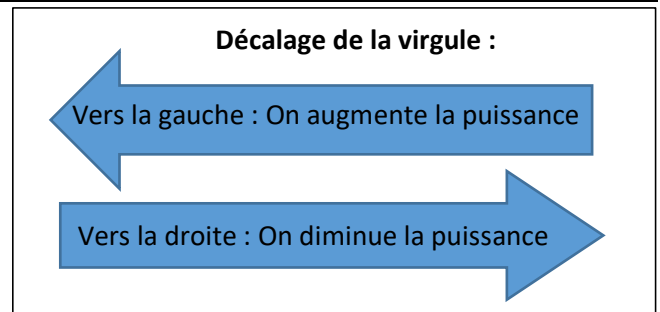 Décalage de la virgule :
Vers la gauche : On augmente la puissance
Vers la droite : On diminue la puissance